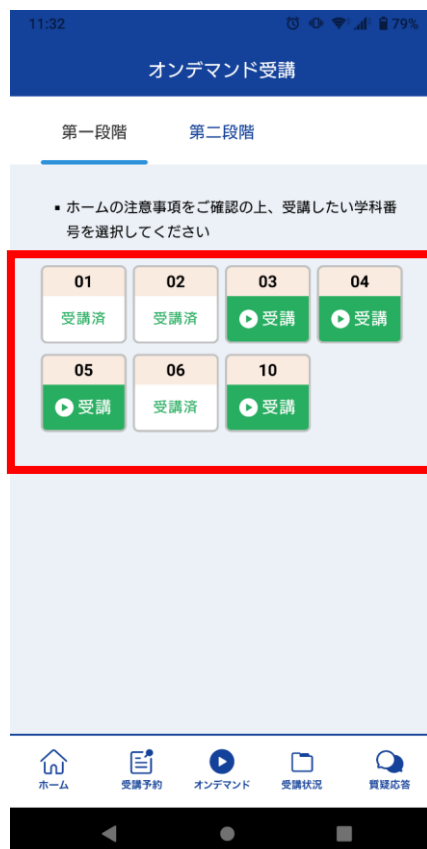 11:32 79%
オンデマンド受講
第一段階 第二段階
▪ ホームの注意事項をご確認の上、受講したい学科番
号を選択してください
01 02 03 04
受講済 受講済 受講 受講
05 06 10
受講 受講済 受講
ホーム 受講予約 オンデマンド 受講状況 質疑応答